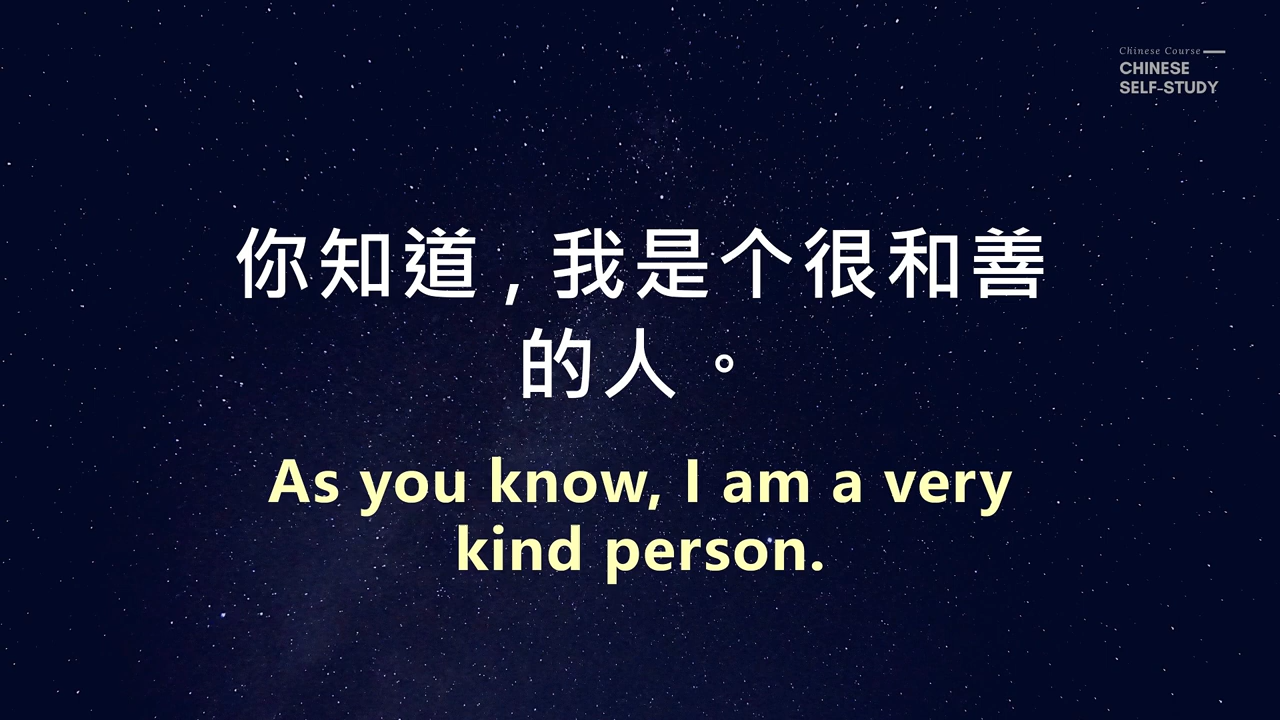 Chinese Course
CHINESE
SELF-STUDY
你知道，我是个很和善
的人。
As you know, I am a very
kind person.